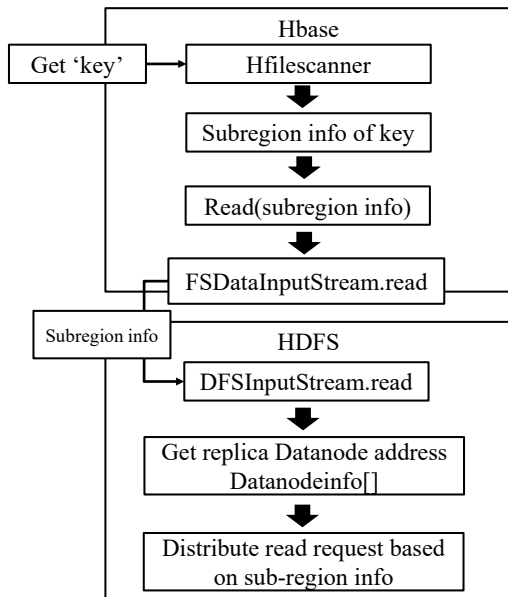 Hbase
Get ‘key’
Hfilescanner
Subregion info of key
Read(subregion info)
FSDataInputStream.read
Subregion info
HDFS
DFSInputStream.read
Get replica Datanode address
Datanodeinfo[]
Distribute read request based
on sub-region info